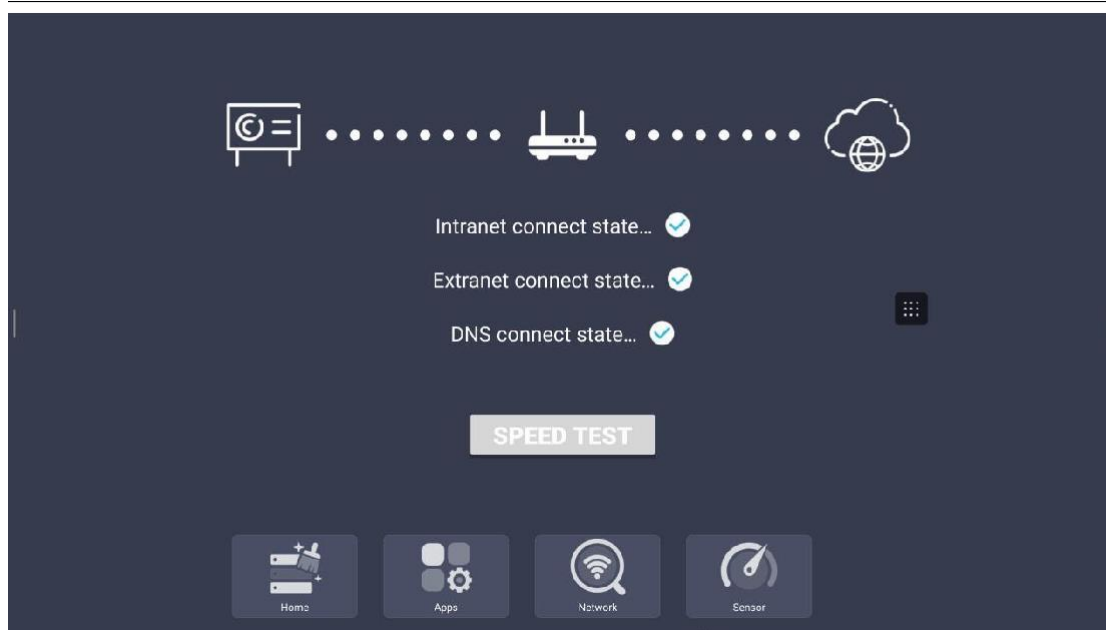 Intranet connect state...
Extranet connect state...
DNS connect state...
SPEED TEST
Home
Apps
Network
Sensor